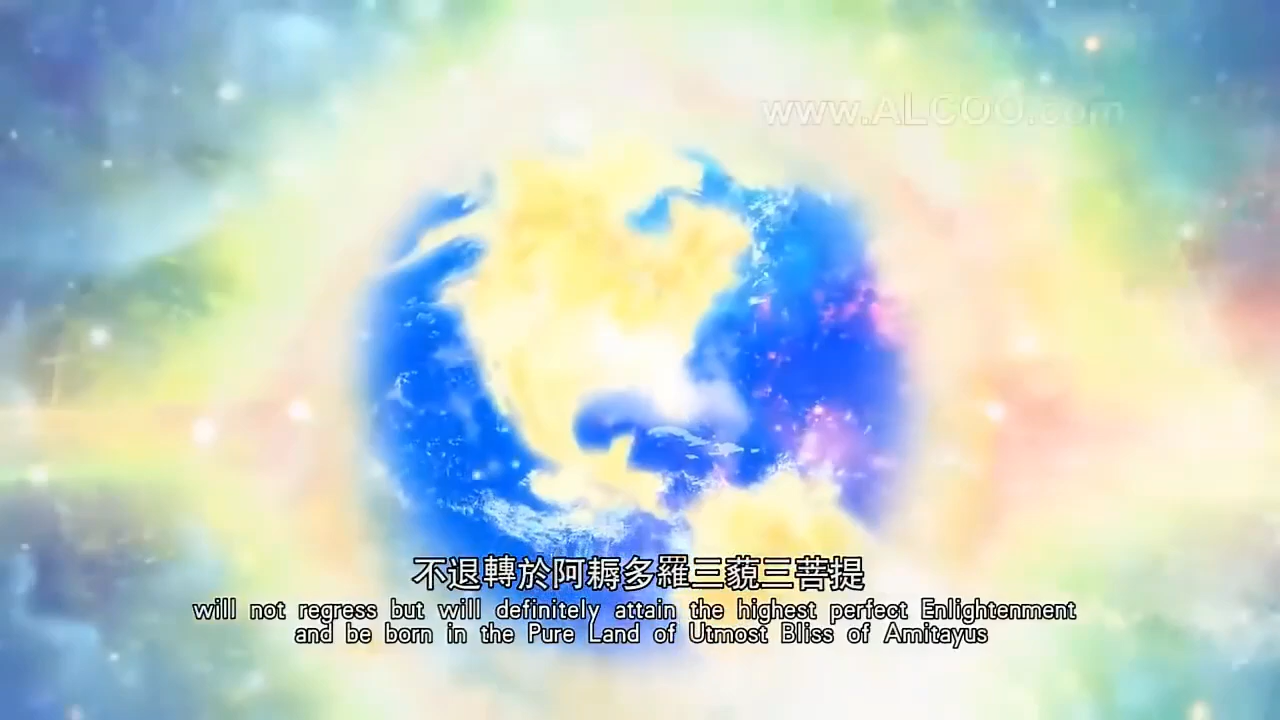 www.ALCOO.com
不退轉於阿耨多羅三藐三菩提
will not regress but will definitely attain the highest perfect Enlightenment
and be born in the Pure Land of Utmost Bliss of Amitayus